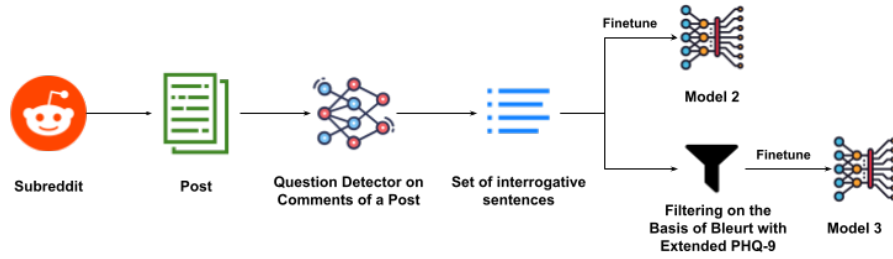 Finetune
Model 2
Subreddit
Post
Question Detector on
Comments of a Post
Set of interrogative
sentences
Finetune
Filtering on the
Basis of Bleurt with
Extended PHQ-9
Model 3